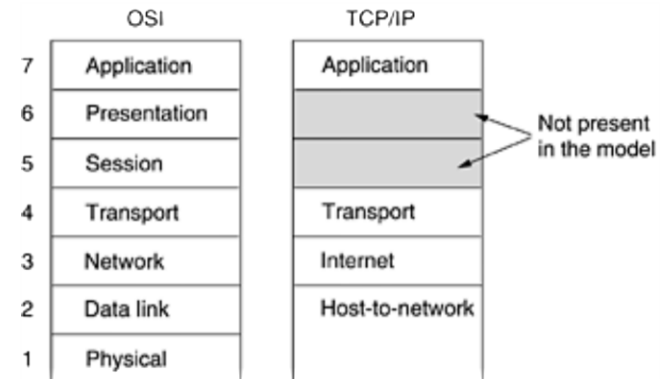 OSI TCP/IP
7 Application Application
6 Presentation
Not present
in the model
5 Session
4 Transport Transport
3 Network Internet
2 Data link Host-to-network
1 Physical